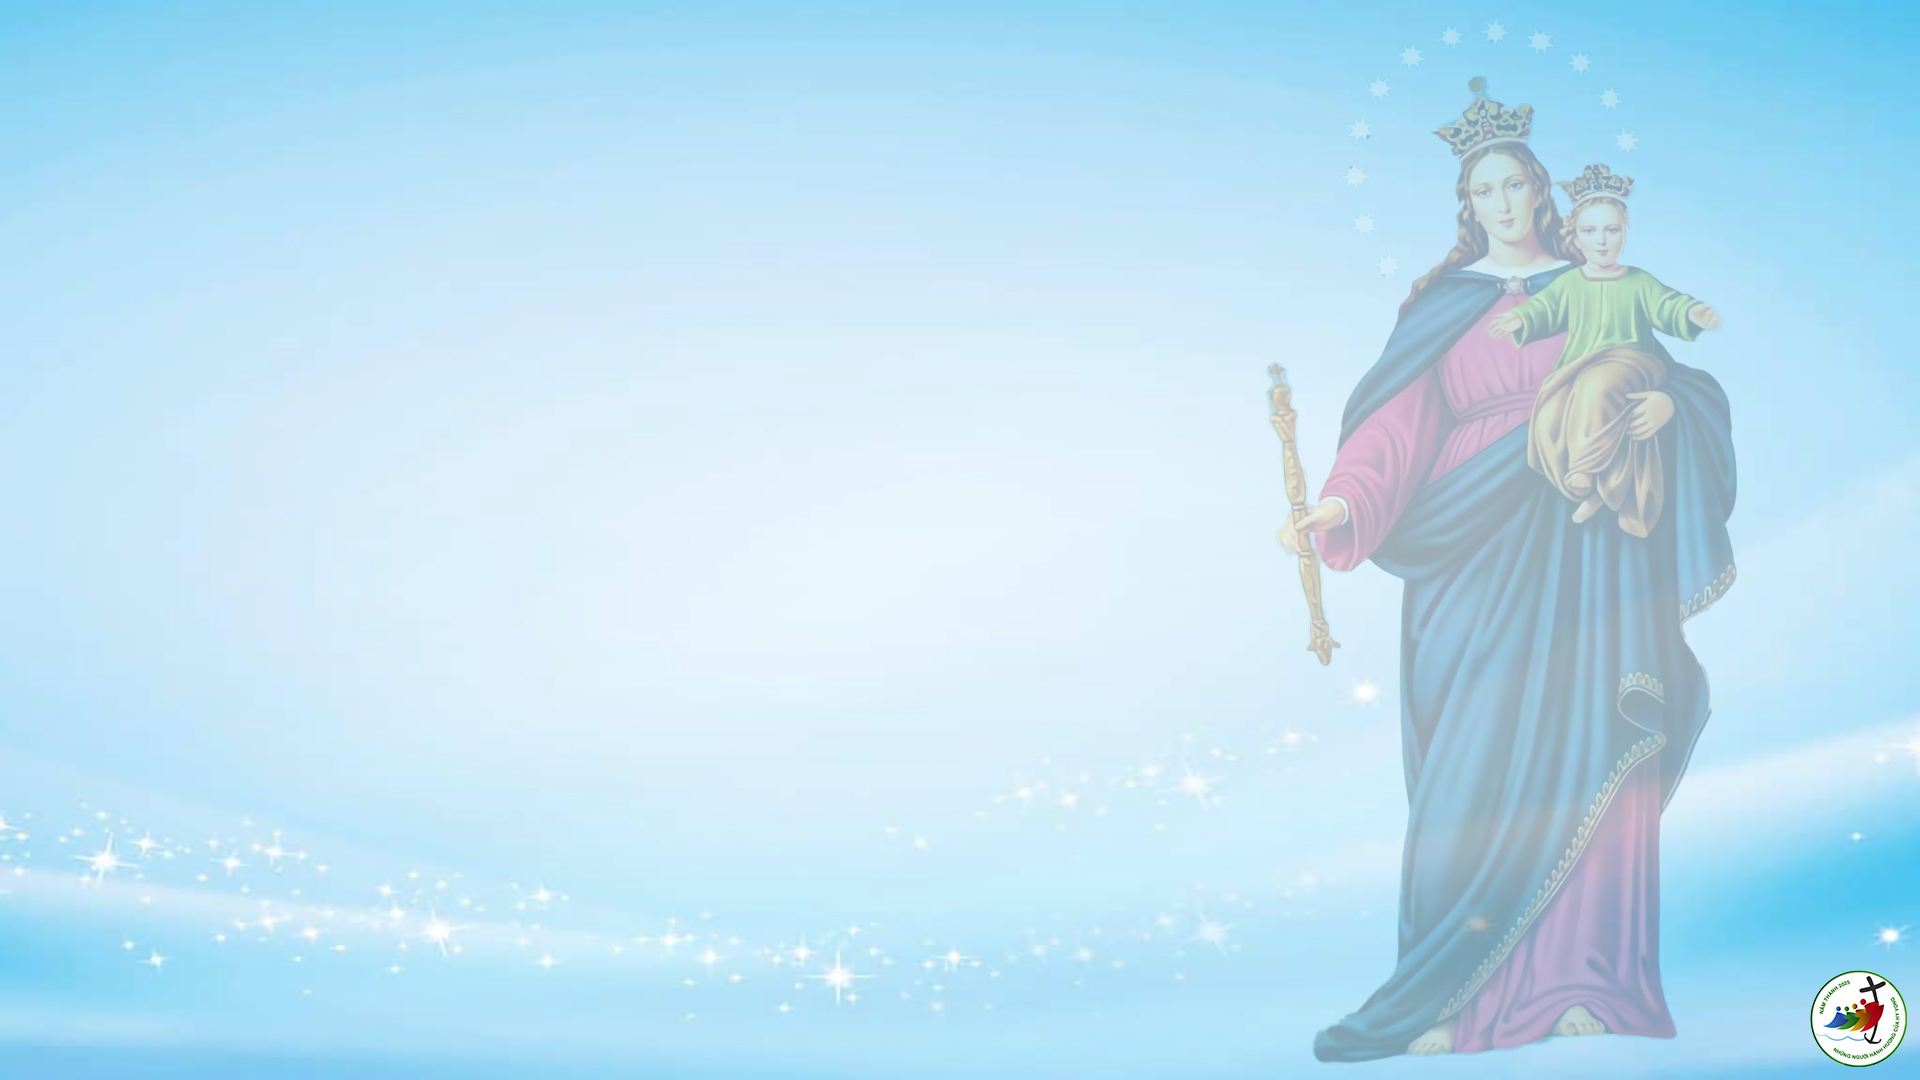 NĂM THÁNH 2025
NHỮNG NGƯỜI HÀNH HƯƠNG CỦA HY VỌNG